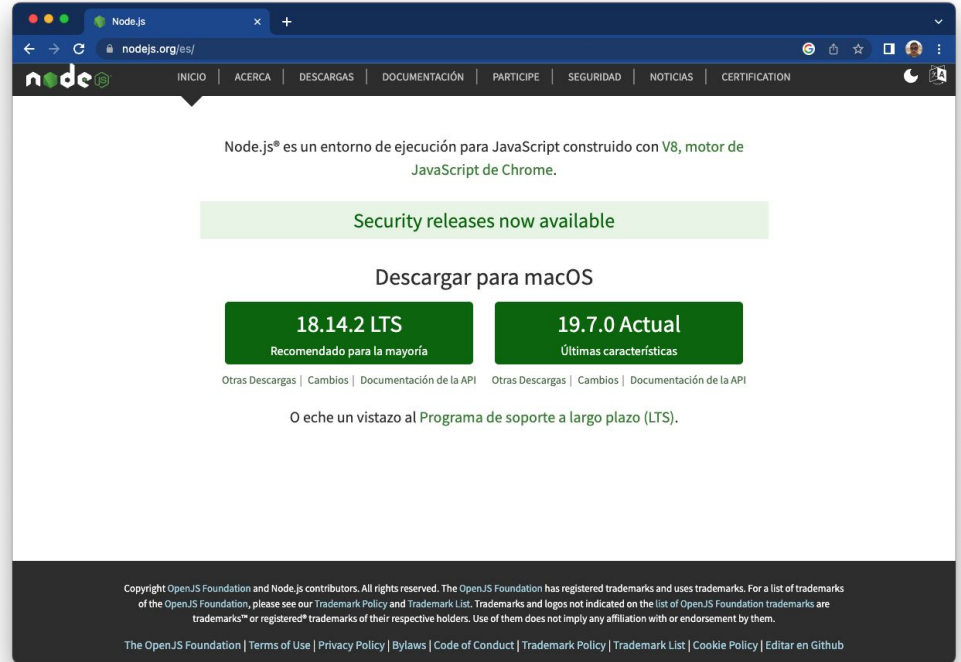 Node.js
nodejs.org/es/
node JS
INICIO | ACERCA | DESCARGAS | DOCUMENTACIÓN | PARTICIPE | SEGURIDAD | NOTICIAS | CERTIFICATION
Node.js® es un entorno de ejecución para JavaScript construido con V8, motor de
JavaScript de Chrome.
Security releases now available
Descargar para macOS
18.14.2 LTS
Recomendado para la mayoría
19.7.0 Actual
Últimas características
Otras Descargas | Cambios | Documentación de la API
Otras Descargas | Cambios | Documentación de la API
O eche un vistazo al Programa de soporte a largo plazo (LTS).
Copyright OpenJS Foundation and Node.js contributors. All rights reserved. The OpenJS Foundation has registered trademarks and uses trademarks. For a list of trademarks
of the OpenJS Foundation, please see our Trademark Policy and Trademark List. Trademarks and logos not indicated on the list of OpenJS Foundation trademarks are
trademarks™ or registered® trademarks of their respective holders. Use of them does not imply any affiliation with or endorsement by them.
The OpenJS Foundation | Terms of Use | Privacy Policy | Bylaws | Code of Conduct | Trademark Policy | Trademark List | Cookie Policy | Editar en Github